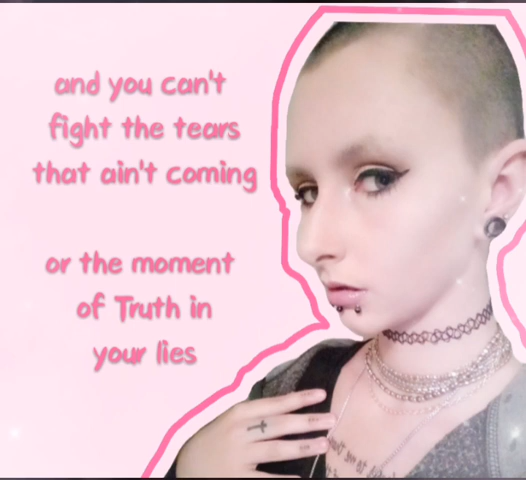 and you can't
fight the tears
that ain't coming
or the moment
of Truth in
your lies